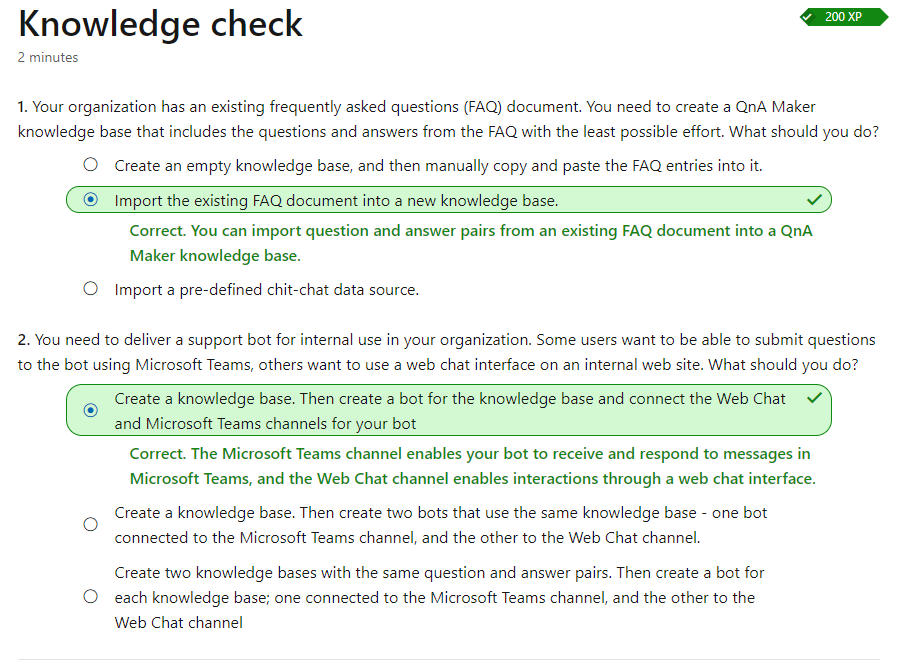 Knowledge check
200 XP
2 minutes
1. Your organization has an existing frequently asked questions (FAQ) document. You need to create a QnA Maker
knowledge base that includes the questions and answers from the FAQ with the least possible effort. What should you do?
Create an empty knowledge base, and then manually copy and paste the FAQ entries into it.
Import the existing FAQ document into a new knowledge base.
Correct. You can import question and answer pairs from an existing FAQ document into a QnA
Maker knowledge base.
Import a pre-defined chit-chat data source.
2. You need to deliver a support bot for internal use in your organization. Some users want to be able to submit questions
to the bot using Microsoft Teams, others want to use a web chat interface on an internal web site. What should you do?
Create a knowledge base. Then create a bot for the knowledge base and connect the Web Chat
and Microsoft Teams channels for your bot
Correct. The Microsoft Teams channel enables your bot to receive and respond to messages in
Microsoft Teams, and the Web Chat channel enables interactions through a web chat interface.
Create a knowledge base. Then create two bots that use the same knowledge base - one bot
connected to the Microsoft Teams channel, and the other to the Web Chat channel.
Create two knowledge bases with the same question and answer pairs. Then create a bot for
each knowledge base; one connected to the Microsoft Teams channel, and the other to the
Web Chat channel